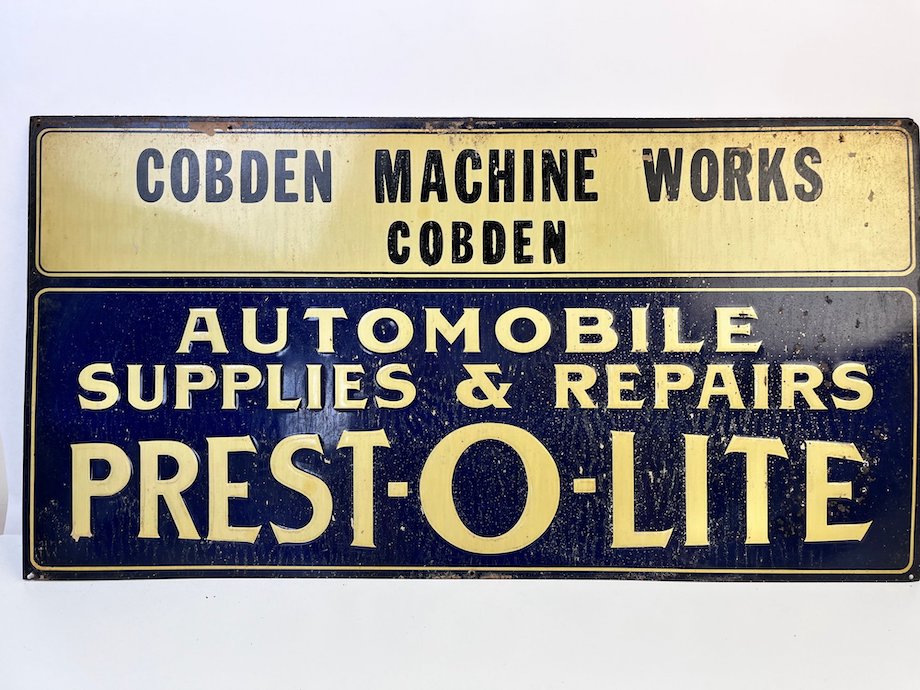 COBDEN MACHINE WORKS
COBDEN
AUTOMOBILE
SUPPLIES & REPAIRS
PREST-O-LITE